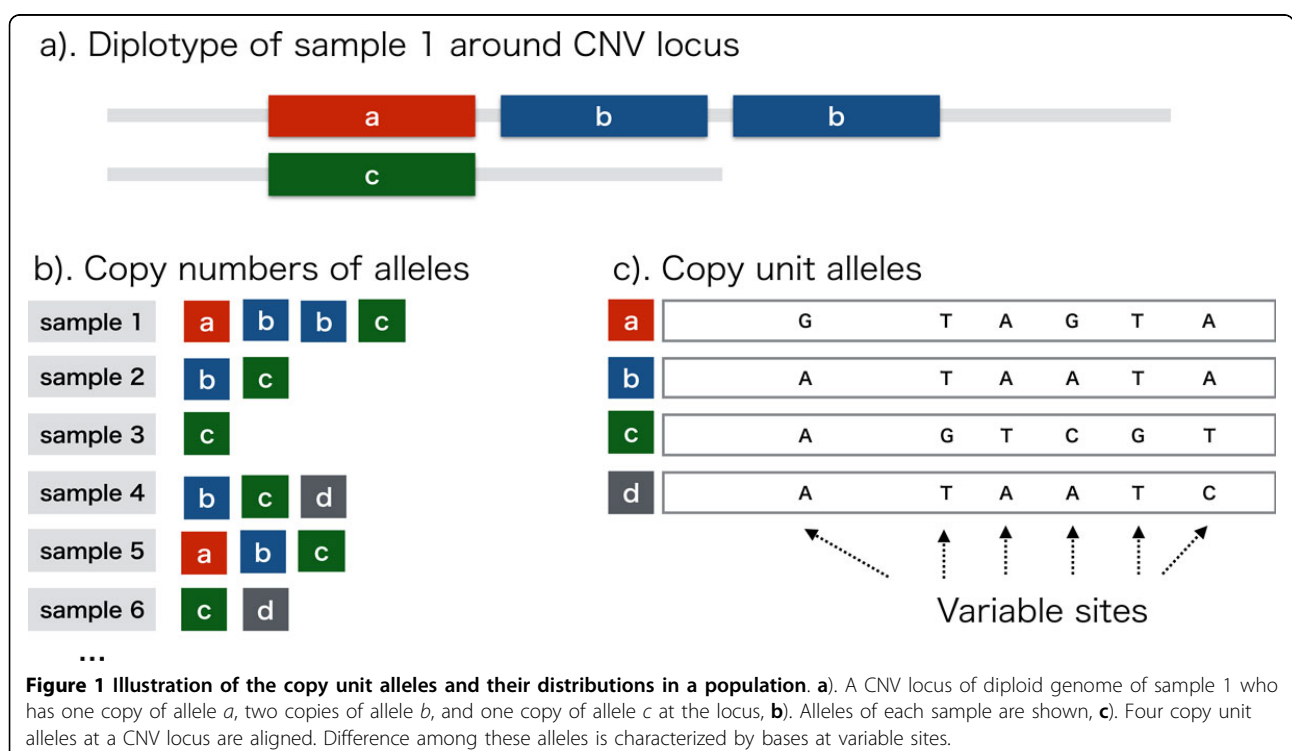 a). Diplotype of sample 1 around CNV locus
a b b
c
b). Copy numbers of alleles
sample 1 a b b c
sample 2 b c
sample 3 c
sample 4 b c d
sample 5 a b c
sample 6 c d
...
c). Copy unit alleles
a G T A G T A
b A T A A T A
c A G T C G T
d A T A A T C
Variable sites
Figure 1 Illustration of the copy unit alleles and their distributions in a population. a). A CNV locus of diploid genome of sample 1 who
has one copy of allele a, two copies of allele b, and one copy of allele c at the locus, b). Alleles of each sample are shown, c). Four copy unit
alleles at a CNV locus are aligned. Difference among these alleles is characterized by bases at variable sites.